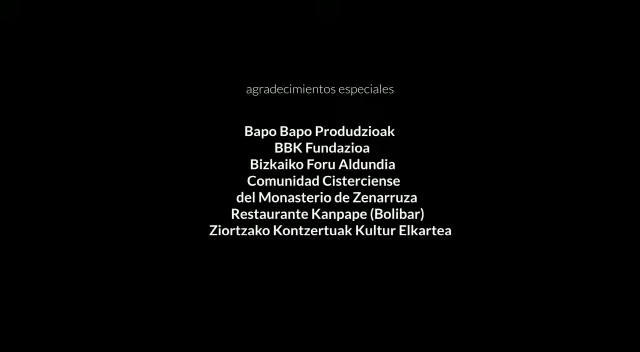 agradecimientos especiales
Bapo Bapo Produdzioak
BBK Fundazioa
Bizkaiko Foru Aldundia
Comunidad Cisterciense
del Monasterio de Zenarruza
Restaurante Kanpape (Bolibar)
Ziortzako Kontzertuak Kultur Elkartea